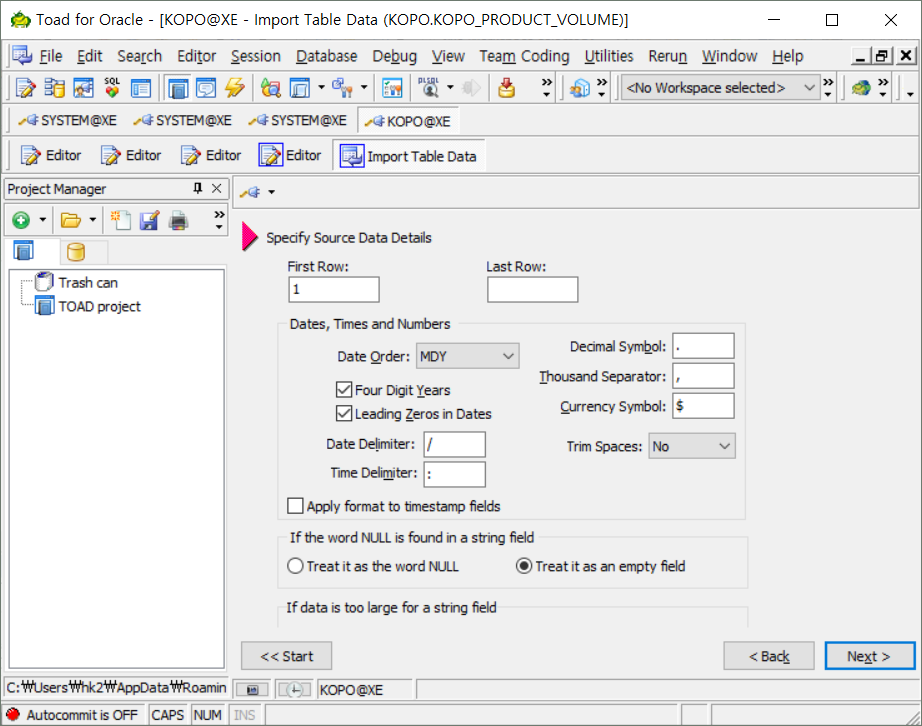 Toad for Oracle - [KOPO@XE - Import Table Data (KOPO.KOPO_PRODUCT_VOLUME)]
File Edit Search Editor Session Database Debug View Team Coding Utilities Rerun Window Help
SQL
PLSQL
<No Workspace selected>
SYSTEM@XE SYSTEM@XE SYSTEM@XE KOPO@XE
Editor Editor Editor Editor Import Table Data
Project Manager
Trash can
TOAD project
Specify Source Data Details
First Row: Last Row:
1
Dates, Times and Numbers
Date Order: MDY
Decimal Symbol: .
Thousand Separator: ,
Four Digit Years
Currency Symbol: $
Leading Zeros in Dates
Date Delimiter: /
Trim Spaces: No
Time Delimiter: :
Apply format to timestamp fields
If the word NULL is found in a string field
Treat it as the word NULL Treat it as an empty field
If data is too large for a string field
<< Start < Back Next >
C:₩Users₩hk2₩AppData₩Roamin
KOPO@XE
Autocommit is OFF CAPS NUM INS